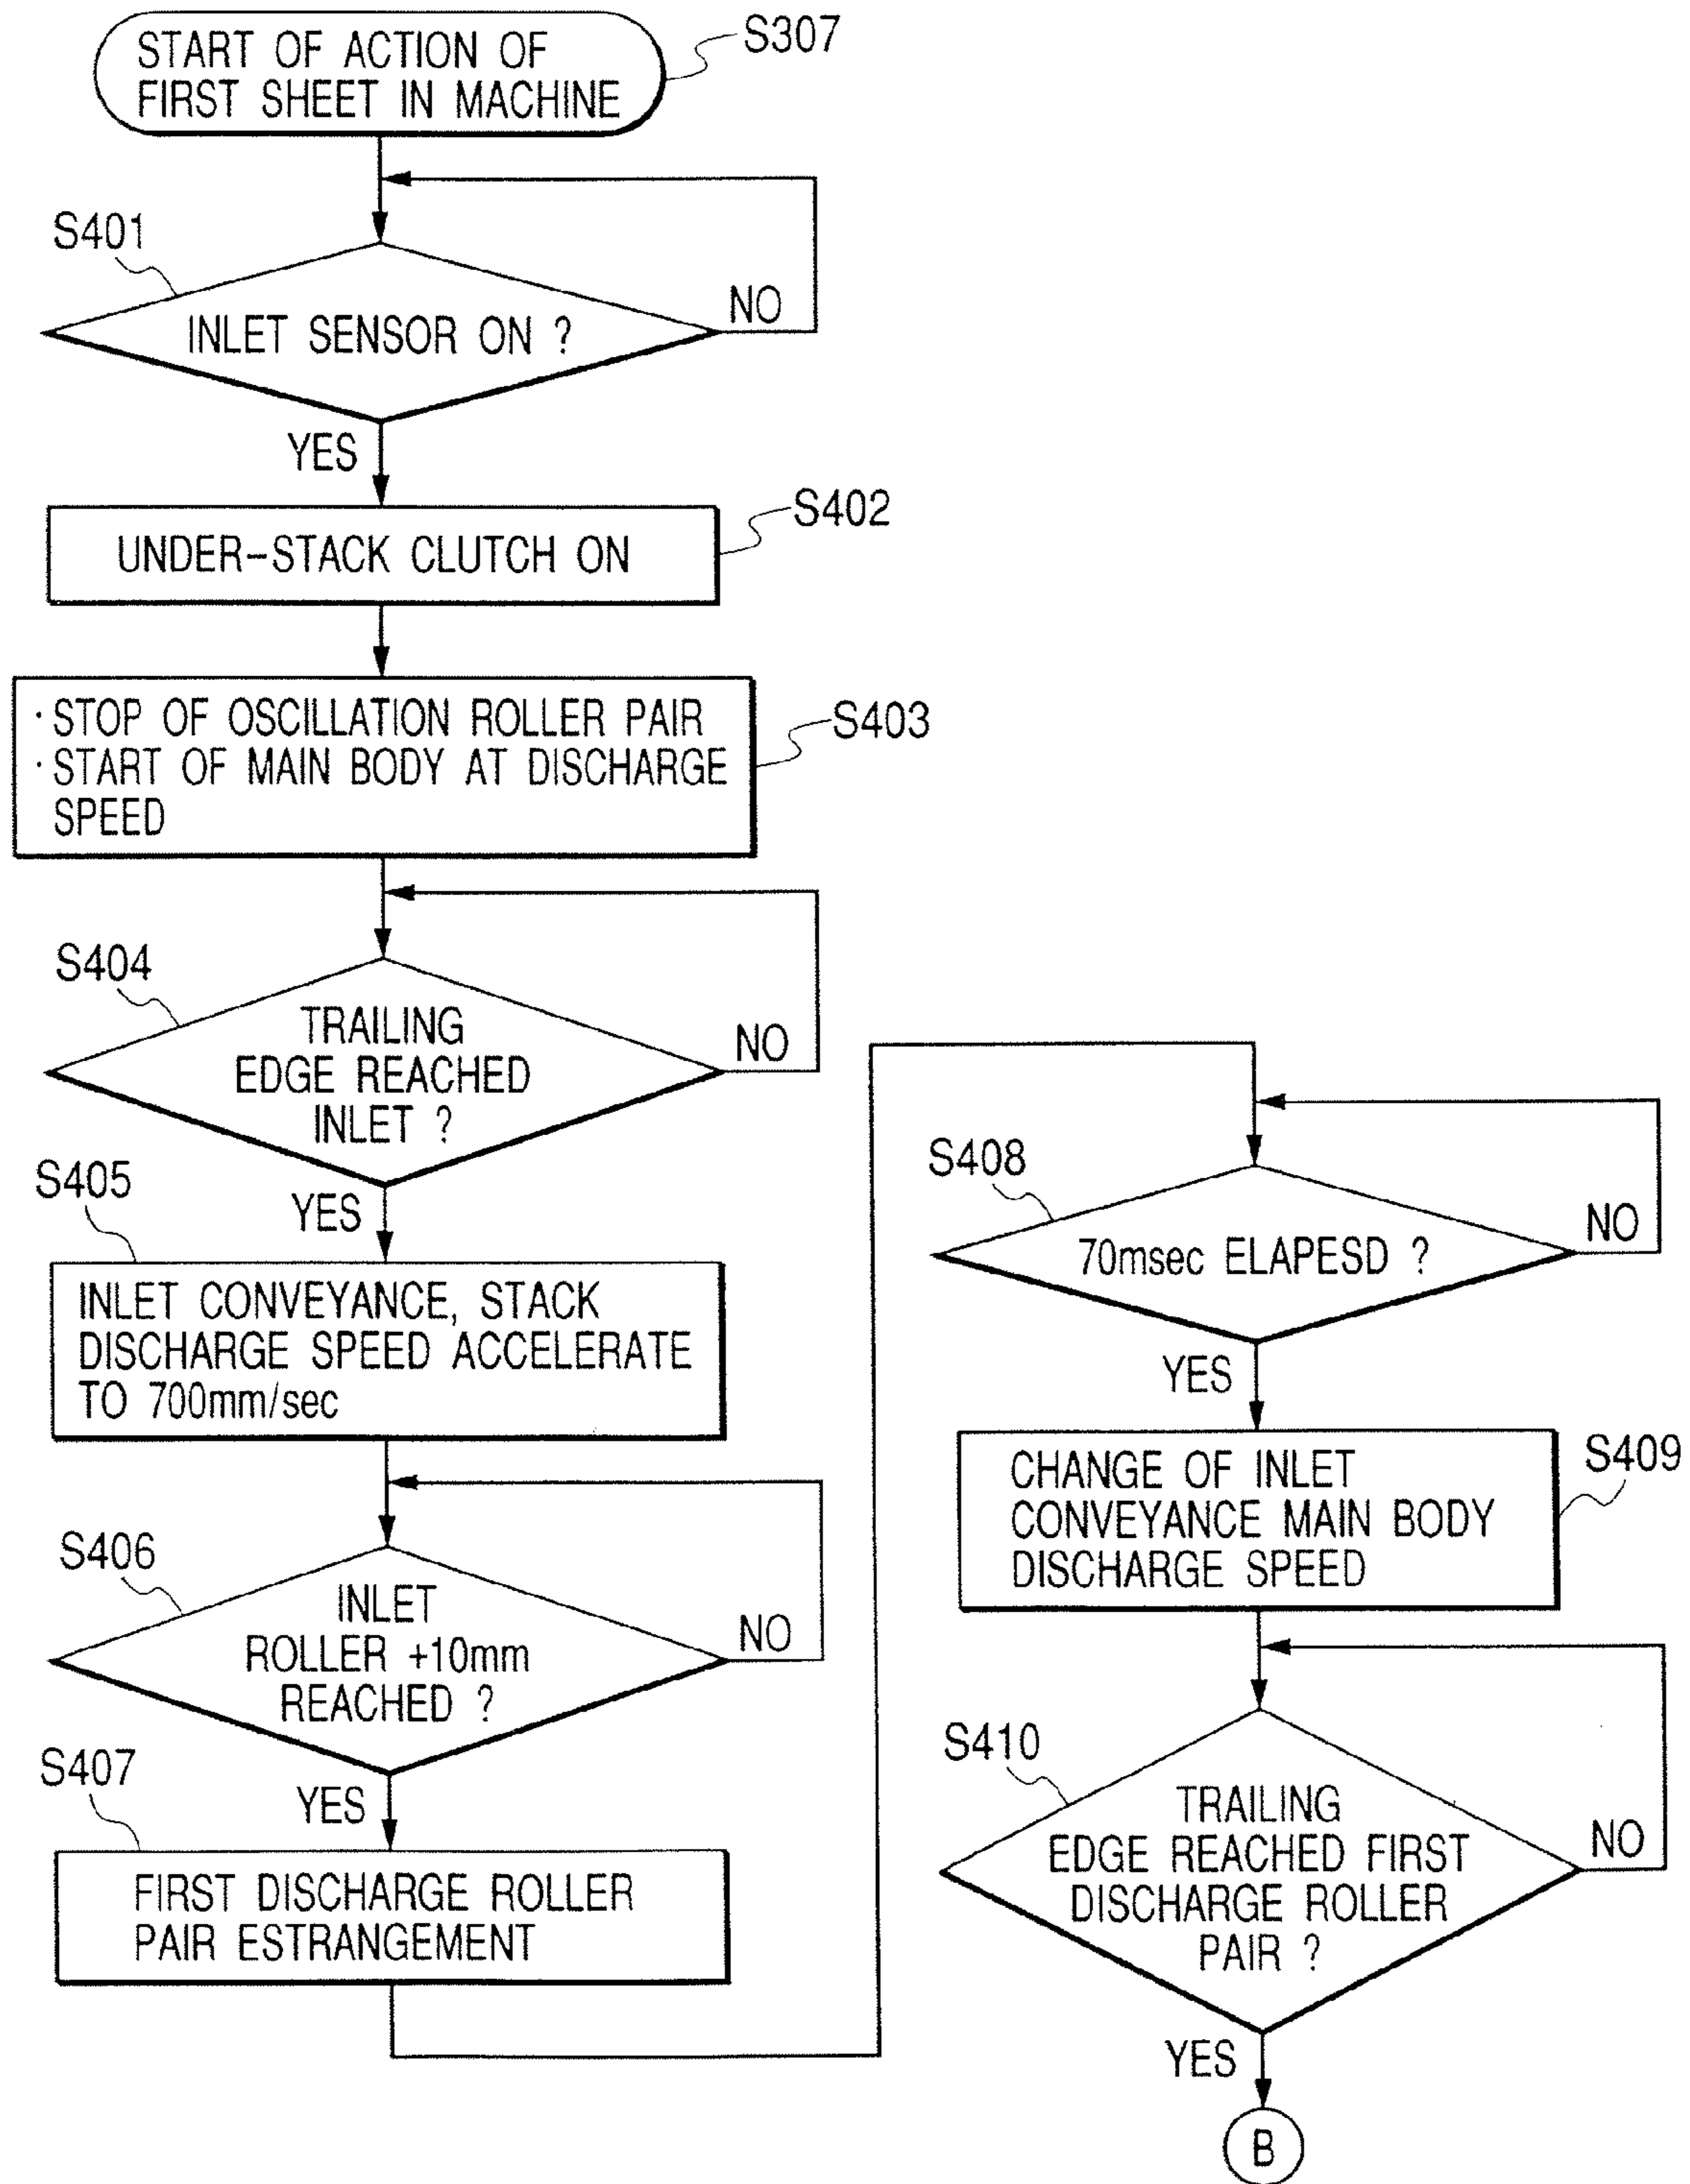 START OF ACTION OF
FIRST SHEET IN MACHINE
S307
S401
INLET SENSOR ON ?
NO
YES
S402
UNDER-STACK CLUTCH ON
S403
· STOP OF OSCILLATION ROLLER PAIR
· START OF MAIN BODY AT DISCHARGE
SPEED
S404
TRAILING
EDGE REACHED
INLET ?
NO
YES
S405
INLET CONVEYANCE, STACK
DISCHARGE SPEED ACCELERATE
TO 700mm/sec
S406
INLET
ROLLER +10mm
REACHED ?
NO
YES
S407
FIRST DISCHARGE ROLLER
PAIR ESTRANGEMENT
S408
70msec ELAPESD ?
NO
YES
S409
CHANGE OF INLET
CONVEYANCE MAIN BODY
DISCHARGE SPEED
S410
TRAILING
EDGE REACHED FIRST
DISCHARGE ROLLER
PAIR ?
NO
YES
B